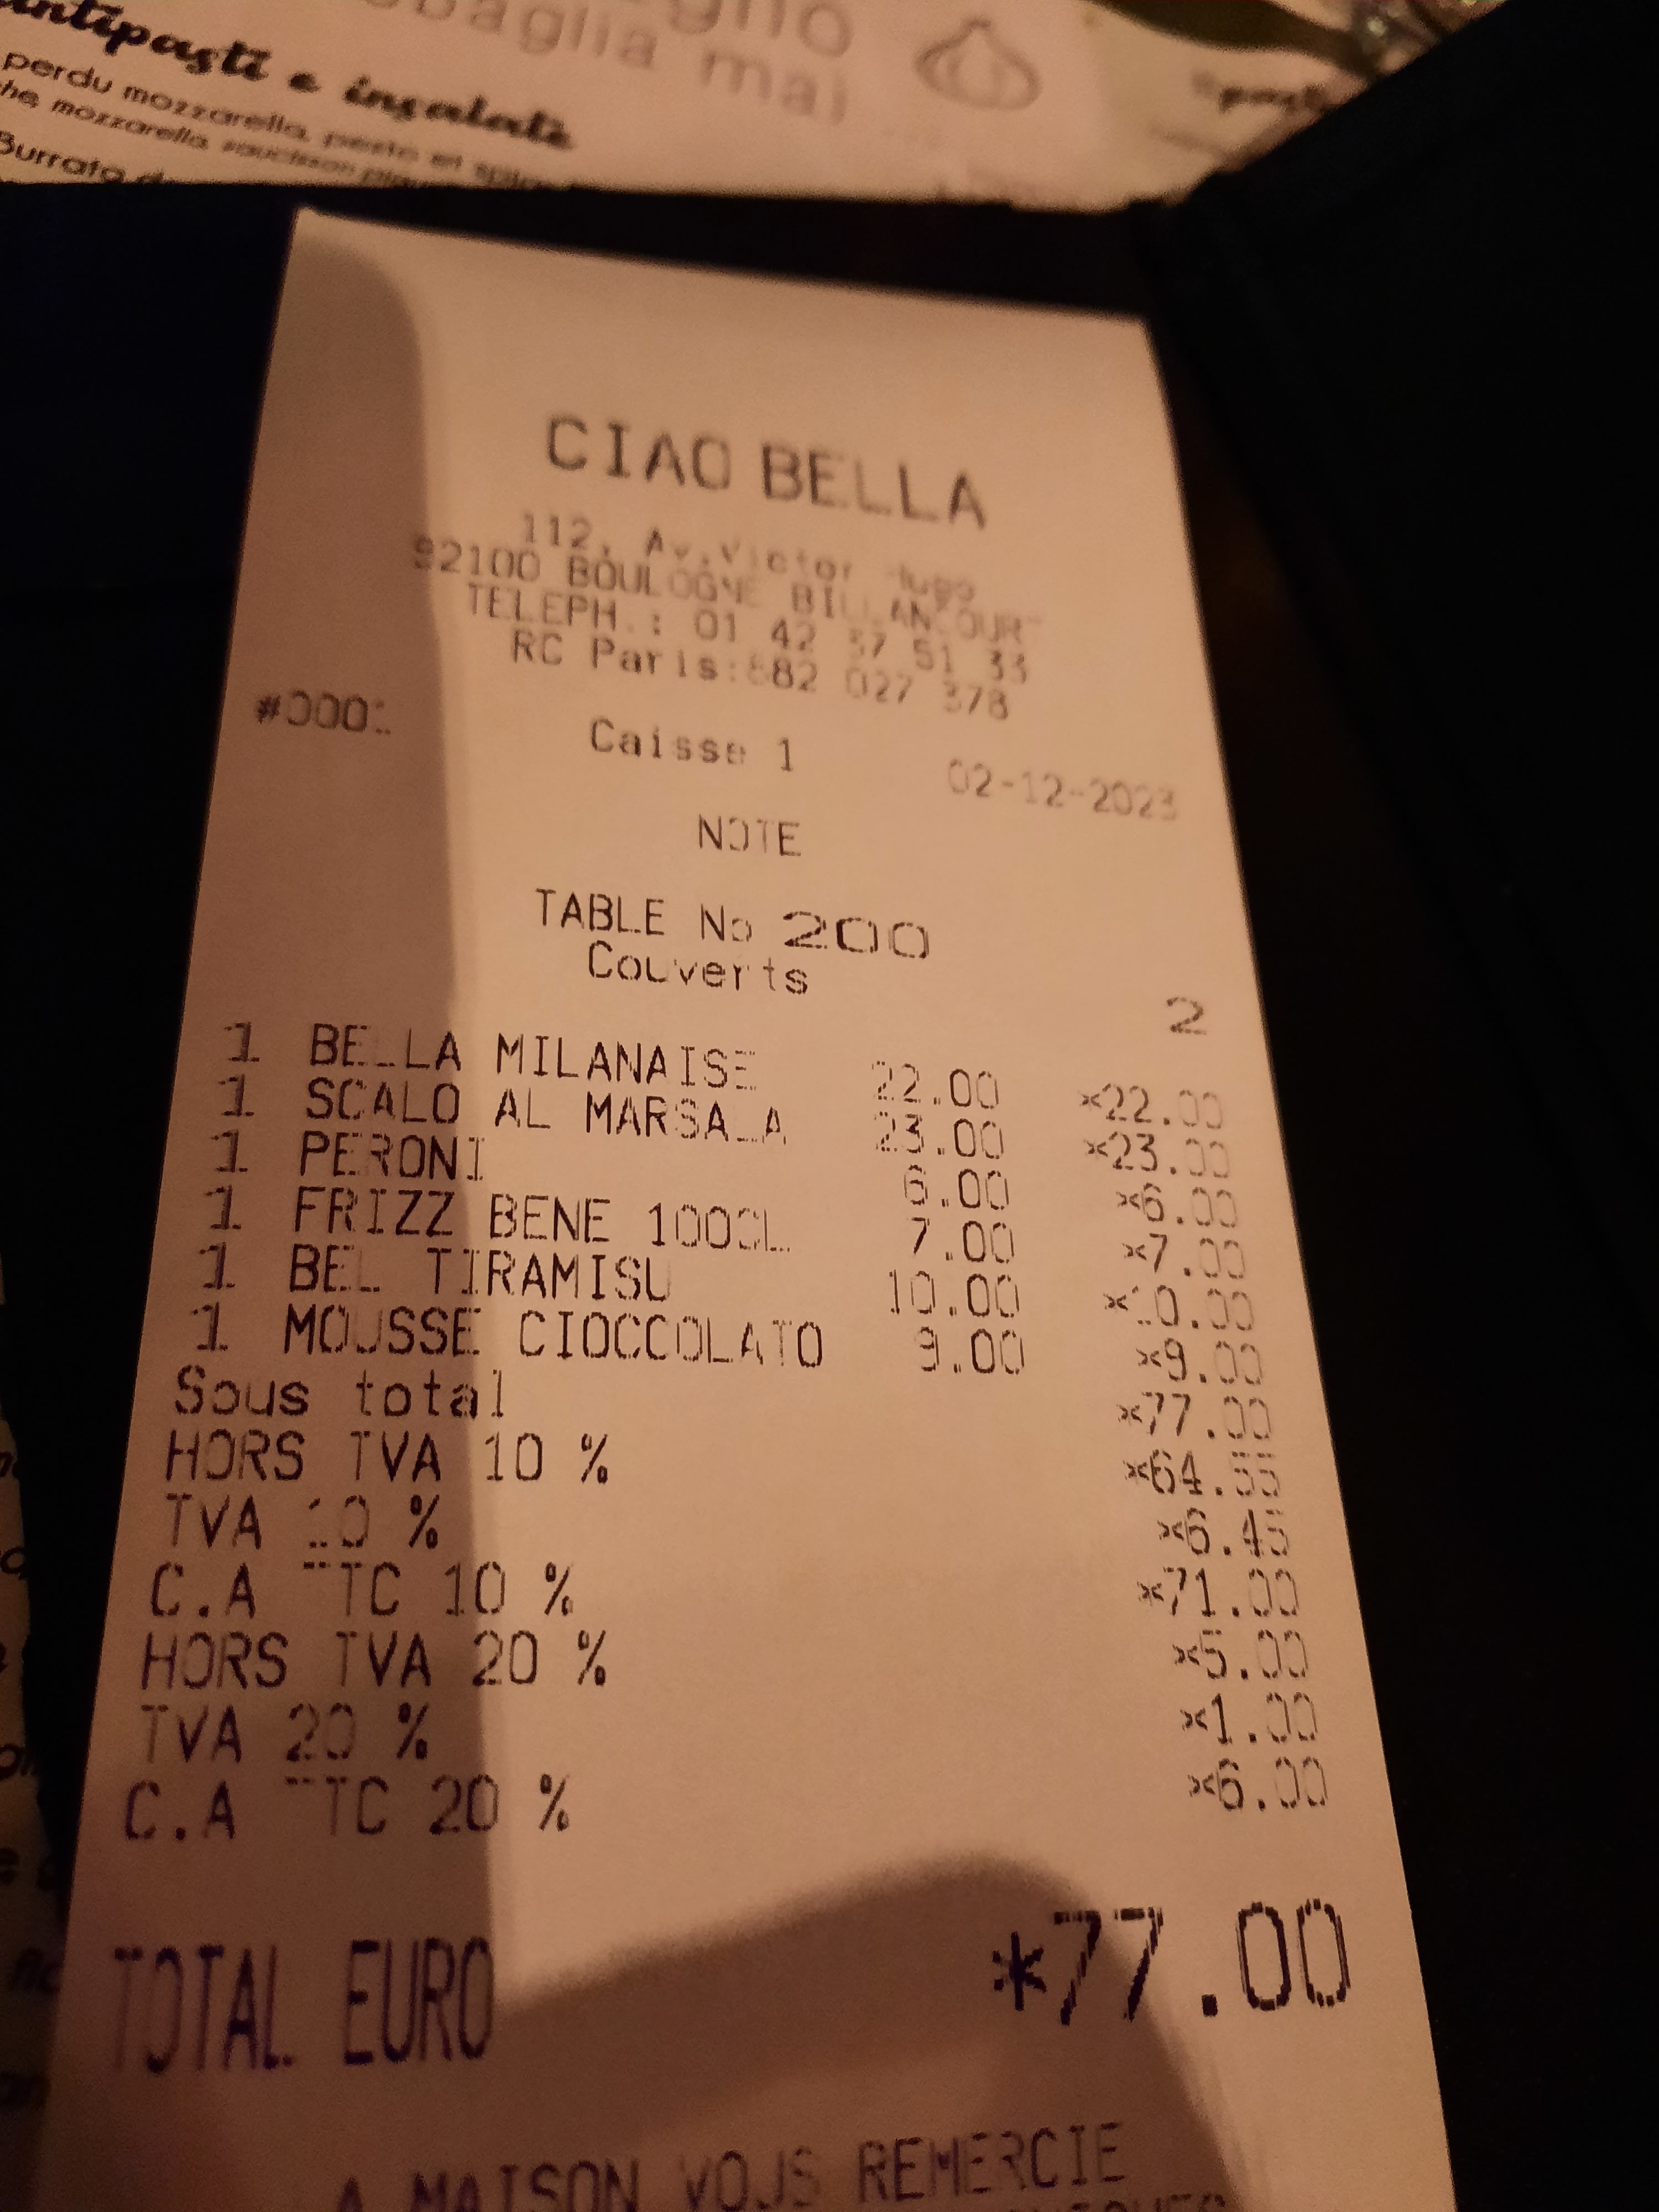 antipasti e insalate
perdu mozzarella, pesto et
che mozzarella,
Burrata
sbaglia mai
CIAO BELLA
112, Av.Victor Hugo
92100 BOULOGNE BILLANCOURT
TELEPH.: 01 42 37 51 33
RC Paris: 027 378
#0001
Caisse 1
02-12-2023
NOTE
TABLE No 200
Couverts 2
1 BELLA MILANAISE 22.00 *22.00
1 SCALO AL MARSALA 23.00 *23.00
1 PERONI 6.00 *6.00
1 FRIZZ BENE 100CL 7.00 *7.00
1 BEL TIRAMISU 10.00 *10.00
1 MOUSSE CIOCCOLATO 9.00 *9.00
Sous total *77.00
HORS TVA 10 % *64.55
TVA 10 % *6.45
C.A TTC 10 % *71.00
HORS TVA 20 % *5.00
TVA 20 % *1.00
C.A TTC 20 % *6.00
TOTAL EURO *77.00
MAISON VOUS REMERCIE